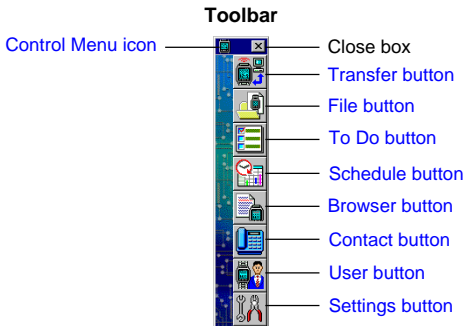 Toolbar
Control Menu icon
Close box
Transfer button
File button
To Do button
Schedule button
Browser button
Contact button
User button
Settings button